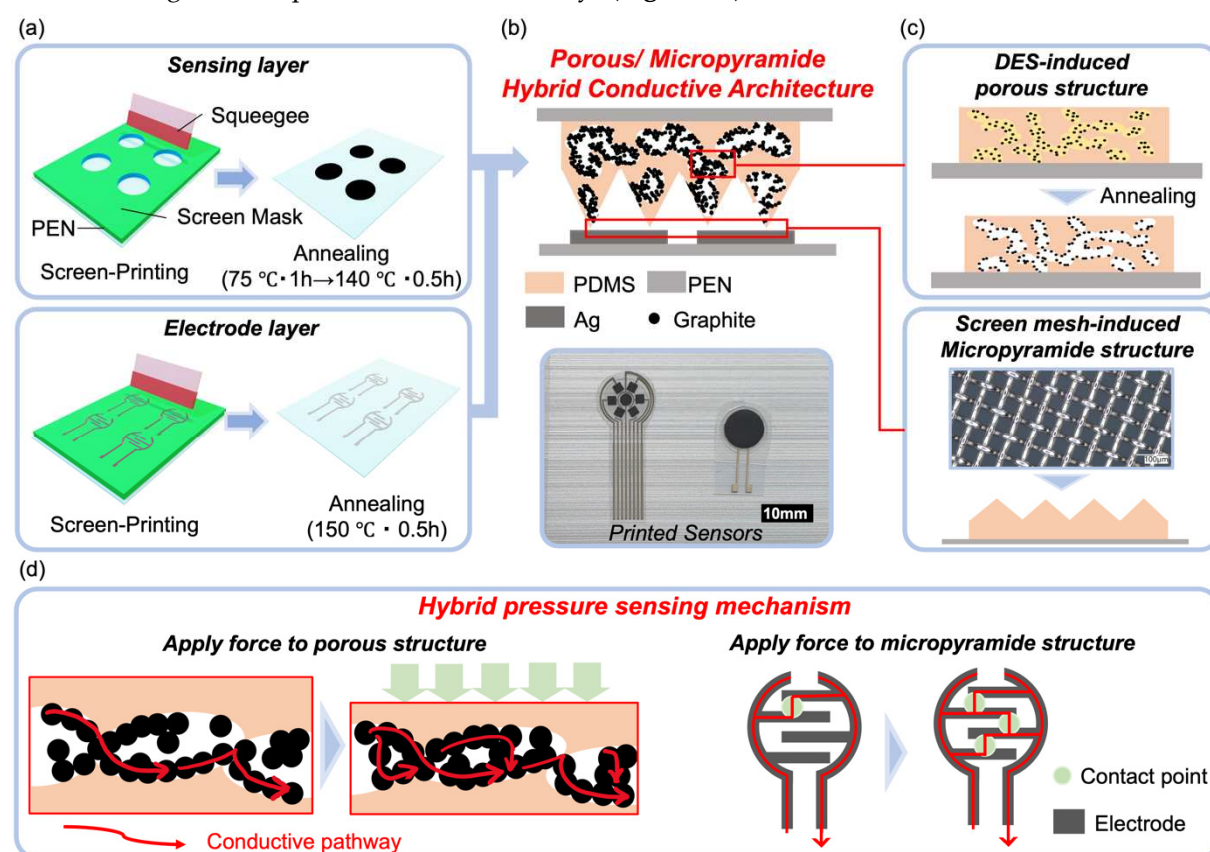 (a)
Sensing layer
Squeegee
PEN
Screen Mask
Screen-Printing
Annealing
(75 ℃・1h→140 ℃・0.5h)
Electrode layer
Screen-Printing
Annealing
(150 ℃・0.5h)
(b)
Porous/ Micropyramide
Hybrid Conductive Architecture
PDMS
PEN
Ag
Graphite
10mm
Printed Sensors
(c)
DES-induced
porous structure
Annealing
Screen mesh-induced
Micropyramide structure
100μm
(d)
Hybrid pressure sensing mechanism
Apply force to porous structure
Conductive pathway
Apply force to micropyramide structure
Contact point
Electrode